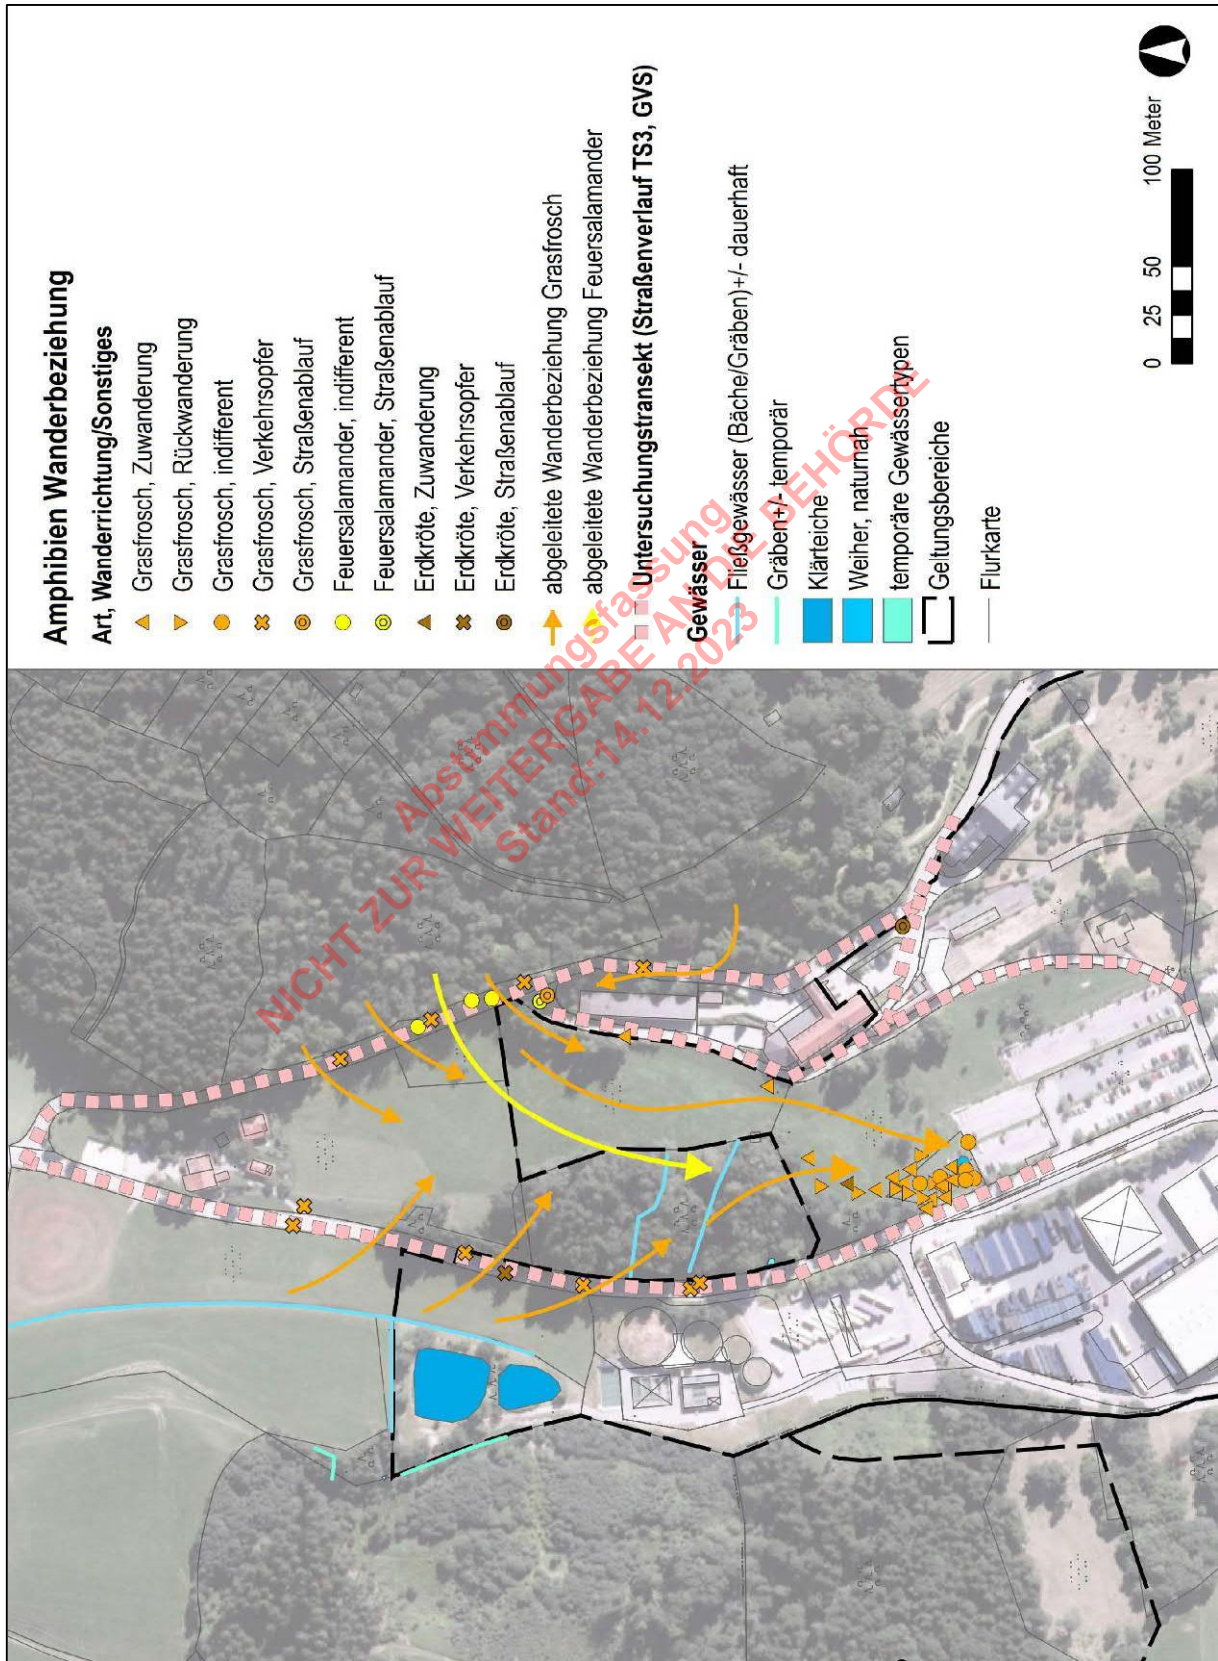 Amphibien Wanderbeziehung
Art, Wanderrichtung/Sonstiges
Grasfrosch, Zuwanderung
Grasfrosch, Rückwanderung
Grasfrosch, indifferent
Grasfrosch, Verkehrsopfer
Grasfrosch, Straßenablauf
Feuersalamander, indifferent
Feuersalamander, Straßenablauf
Erdkröte, Zuwanderung
Erdkröte, Verkehrsopfer
Erdkröte, Straßenablauf
abgeleitete Wanderbeziehung Grasfrosch
abgeleitete Wanderbeziehung Feuersalamander
Untersuchungstransekt (Straßenverlauf TS3, GVS)
Gewässer
Fließgewässer (Bäche/Gräben)+/- dauerhaft
Gräben+/- temporär
Klärteiche
Weiher, naturnah
temporäre Gewässertypen
Geltungsbereiche
Flurkarte
0 25 50 100 Meter
Abstimmungsfassung
NICHT ZUR WEITERGABE AN DIE BEHÖRDE
Stand:14.12.2023